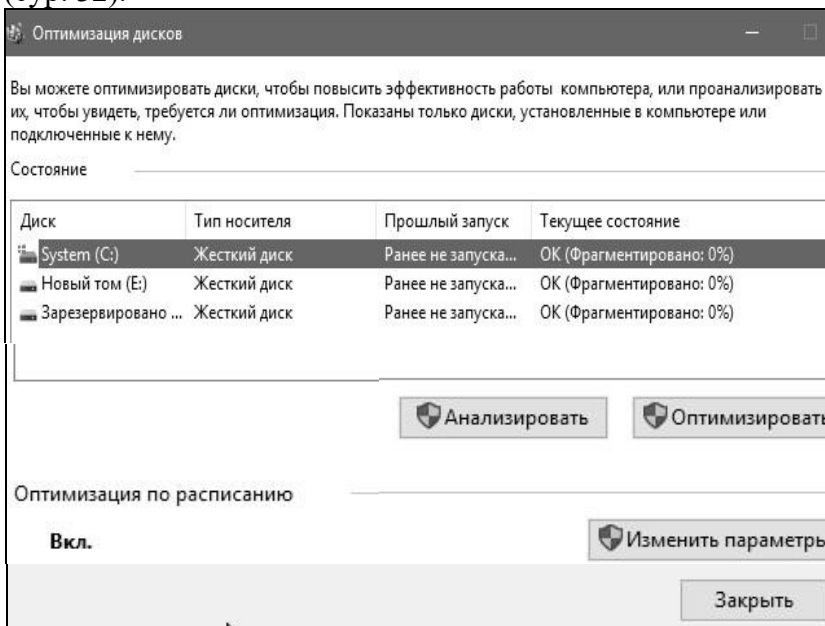 Оптимизация дисков
Вы можете оптимизировать диски, чтобы повысить эффективность работы компьютера, или проанализировать
их, чтобы увидеть, требуется ли оптимизация. Показаны только диски, установленные в компьютере или
подключенные к нему.
Состояние
Диск Тип носителя Прошлый запуск Текущее состояние
System (C:) Жесткий диск Ранее не запуска... ОК (Фрагментировано: 0%)
Новый том (E:) Жесткий диск Ранее не запуска... ОК (Фрагментировано: 0%)
Зарезервировано ... Жесткий диск Ранее не запуска... ОК (Фрагментировано: 0%)
Анализировать Оптимизировать
Оптимизация по расписанию
Вкл. Изменить параметры
Закрыть